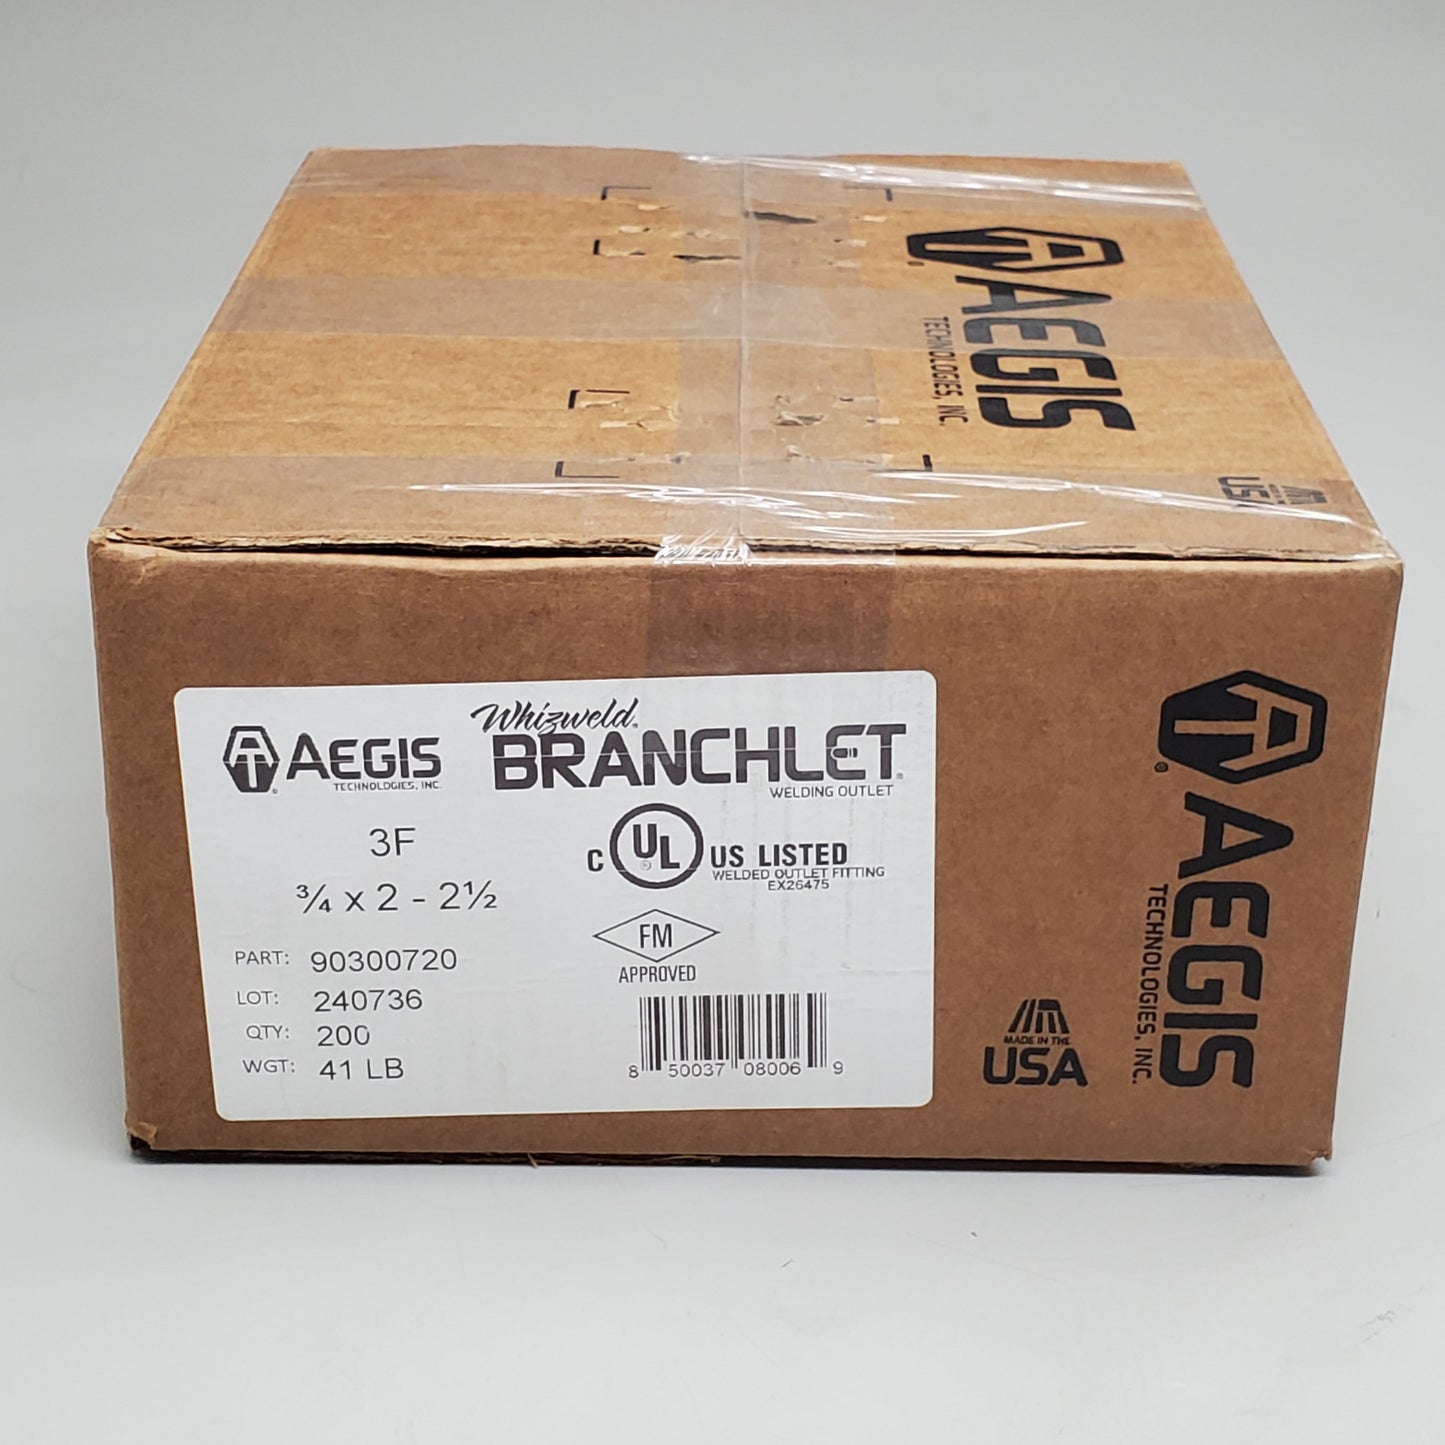 AEGIS
TECHNOLOGIES, INC.
USA
AEGIS
TECHNOLOGIES, INC.
Whizweld
BRANCHLET
WELDING OUTLET
3F
¾ x 2 - 2½
C UL US LISTED
WELDED OUTLET FITTING
EX26475
FM
APPROVED
PART: 90300720
LOT: 240736
QTY: 200
WGT: 41 LB
8 50037 08006 9
MADE IN THE
USA
AEGIS
TECHNOLOGIES, INC.